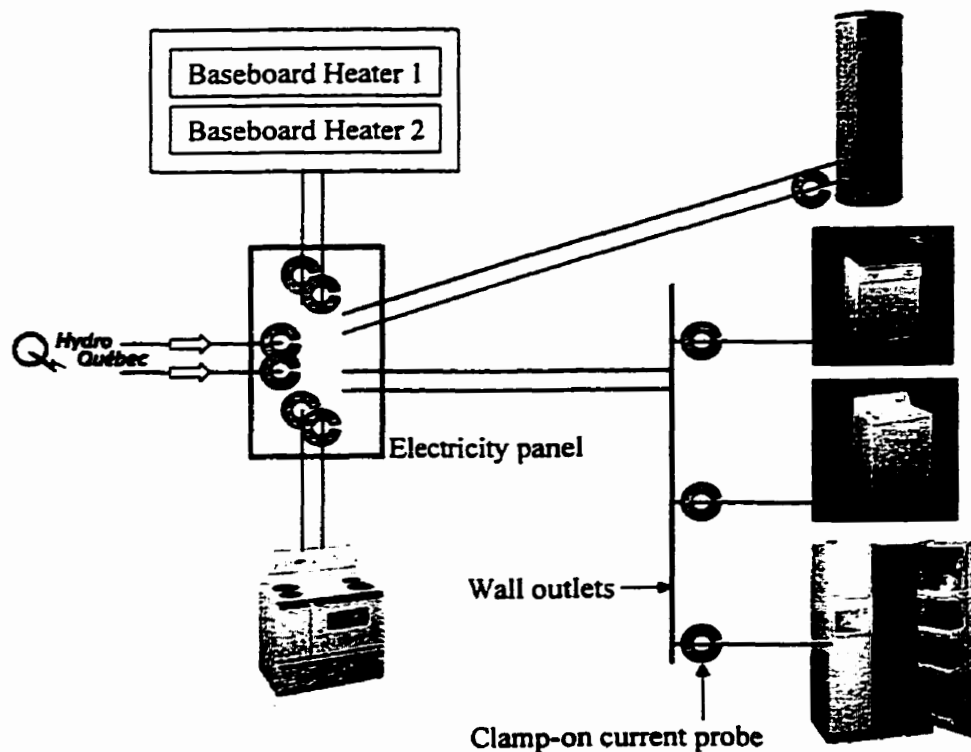 Baseboard Heater 1
Baseboard Heater 2
Hydro
Québec
Electricity panel
Wall outlets
Clamp-on current probe